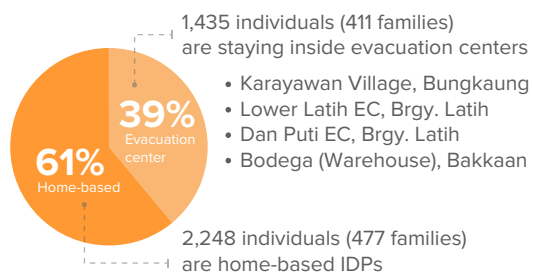 1,435 individuals (411 families)
are staying inside evacuation centers
• Karayawan Village, Bungkaung
• Lower Latih EC, Brgy. Latih
• Dan Puti EC, Brgy. Latih
• Bodega (Warehouse), Bakkaan
39%
Evacuation
center
61%
Home-based
2,248 individuals (477 families)
are home-based IDPs